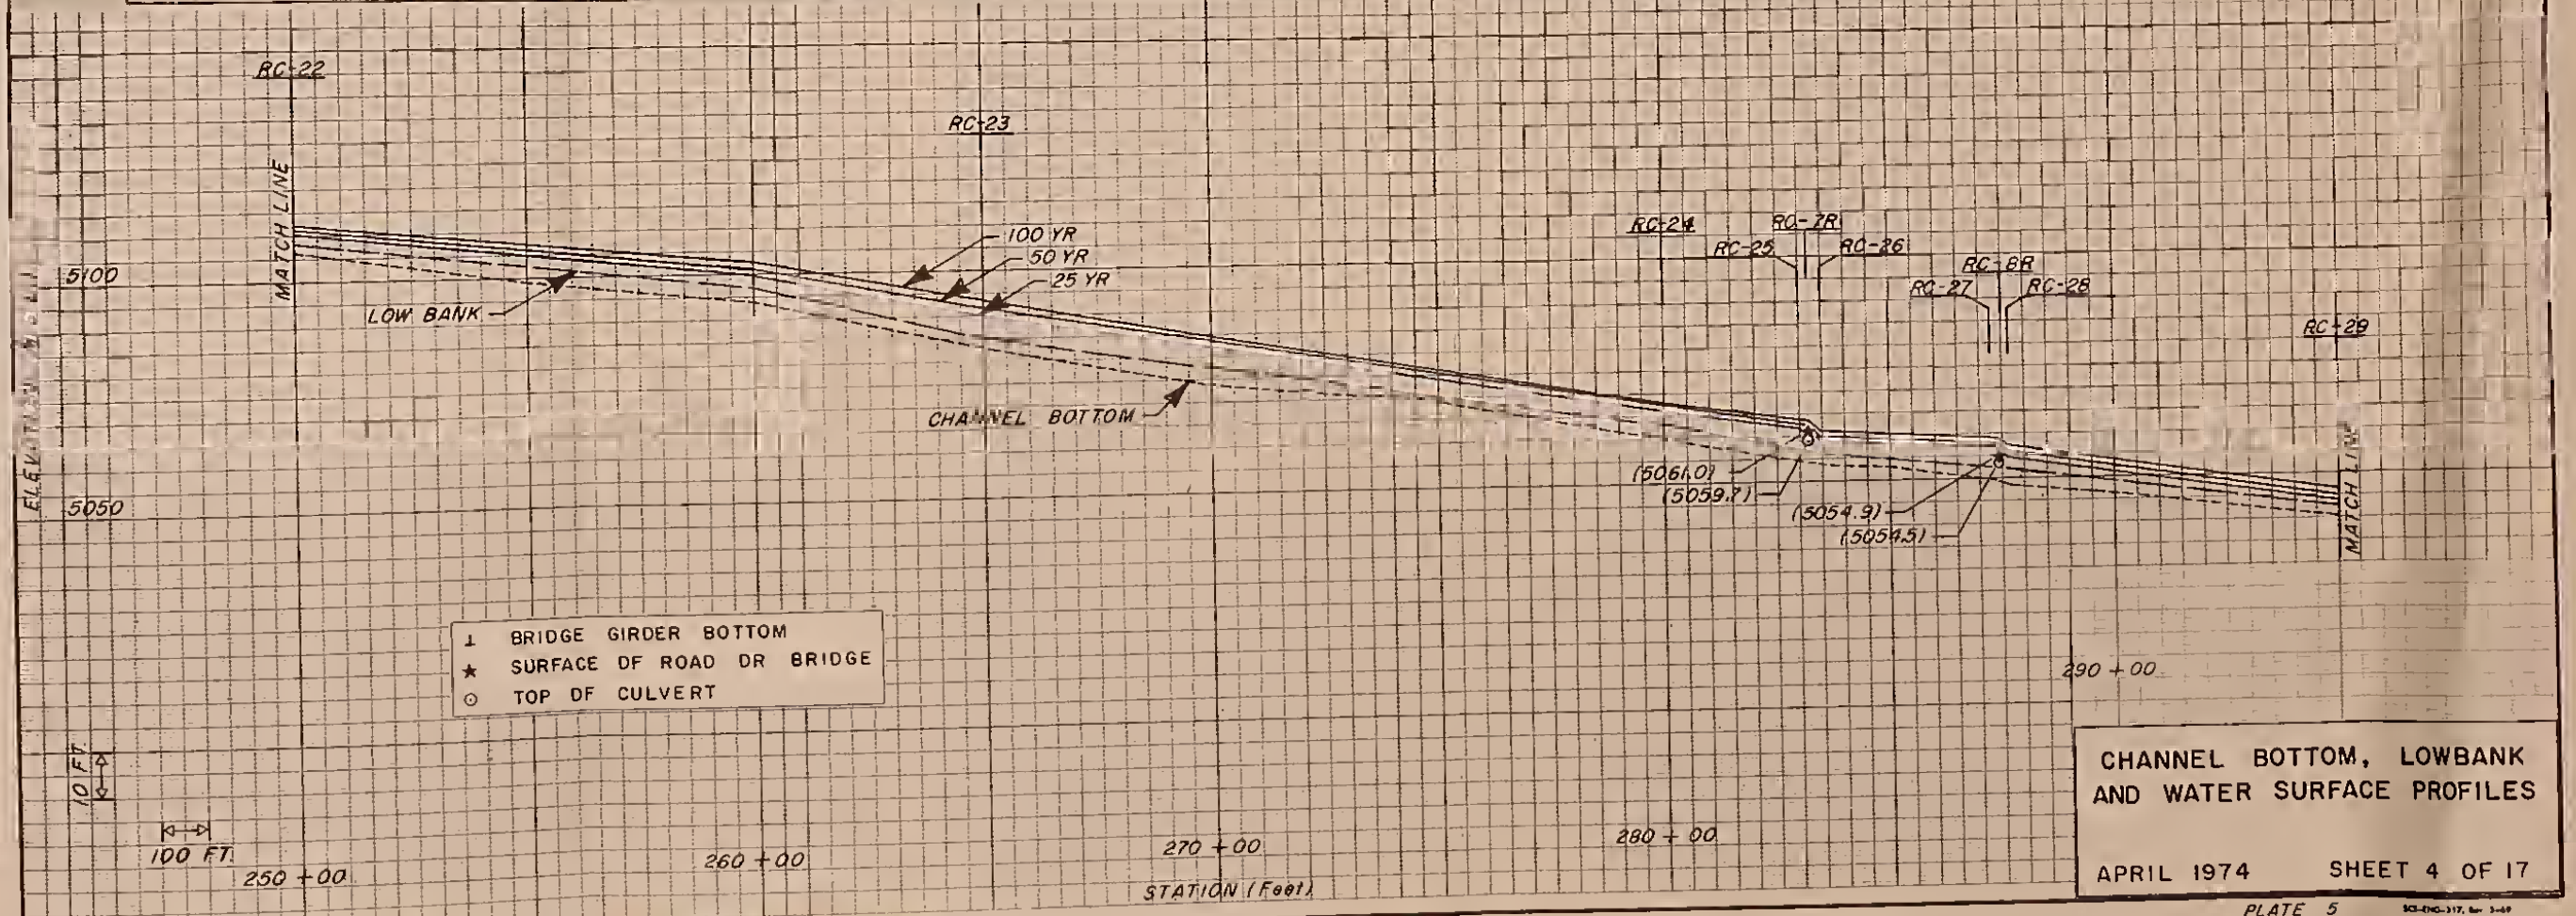 RC-22
RC-23
MATCH LINE
100 YR
50 YR
25 YR
RC-24
RC-7R
RC-25
RC-26
RC-8R
RC-27
RC-28
RC-29
5100
LOW BANK
CHANNEL BOTTOM
ELEVATION
5050
(5061.0)
(5059.7)
(5054.9)
(5054.5)
MATCH LINE
⊥ BRIDGE GIRDER BOTTOM
★ SURFACE OF ROAD OR BRIDGE
⊙ TOP OF CULVERT
290 + 00
10 FT.
100 FT.
250 + 00
260 + 00
270 + 00
280 + 00
STATION (Feet)
CHANNEL BOTTOM, LOWBANK
AND WATER SURFACE PROFILES
APRIL 1974 SHEET 4 OF 17
PLATE 5